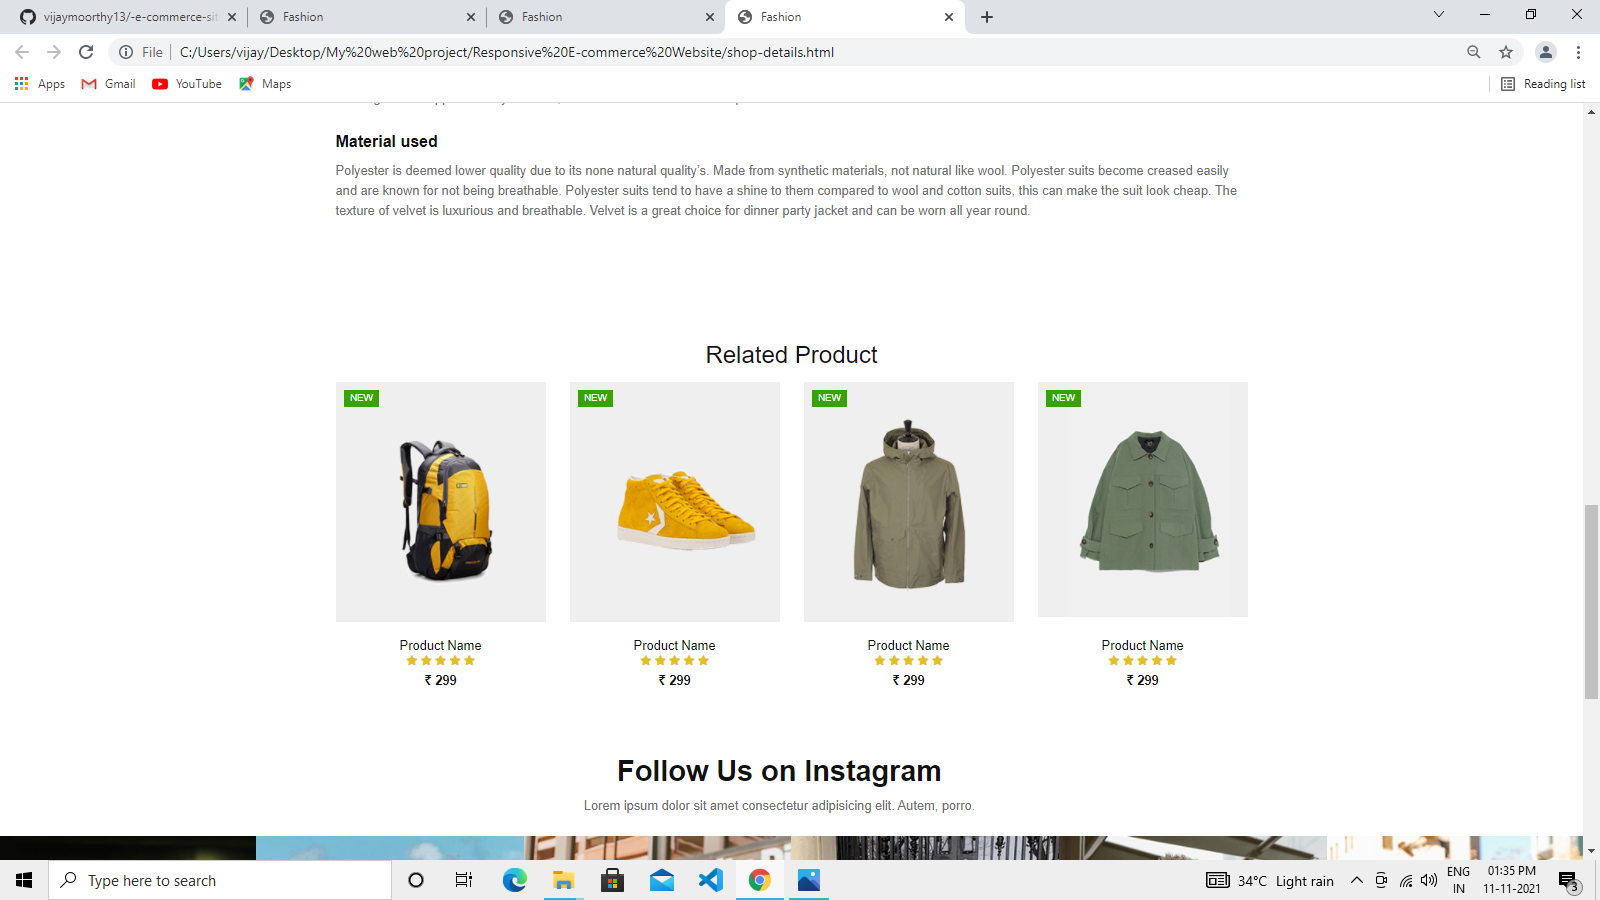 vijaymoorthy13/-e-commerce-sit
Fashion
Fashion
Fashion
File
C:/Users/vijay/Desktop/My%20web%20project/Responsive%20E-commerce%20Website/shop-details.html
Apps
Gmail
YouTube
Maps
Reading list
Material used
Polyester is deemed lower quality due to its none natural quality’s. Made from synthetic materials, not natural like wool. Polyester suits become creased easily
and are known for not being breathable. Polyester suits tend to have a shine to them compared to wool and cotton suits, this can make the suit look cheap. The
texture of velvet is luxurious and breathable. Velvet is a great choice for dinner party jacket and can be worn all year round.
Related Product
NEW
NEW
NEW
NEW
Product Name
Product Name
Product Name
Product Name
₹ 299
₹ 299
₹ 299
₹ 299
Follow Us on Instagram
Lorem ipsum dolor sit amet consectetur adipisicing elit. Autem, porro.
Type here to search
34°C Light rain
ENG
IN
01:35 PM
11-11-2021
3